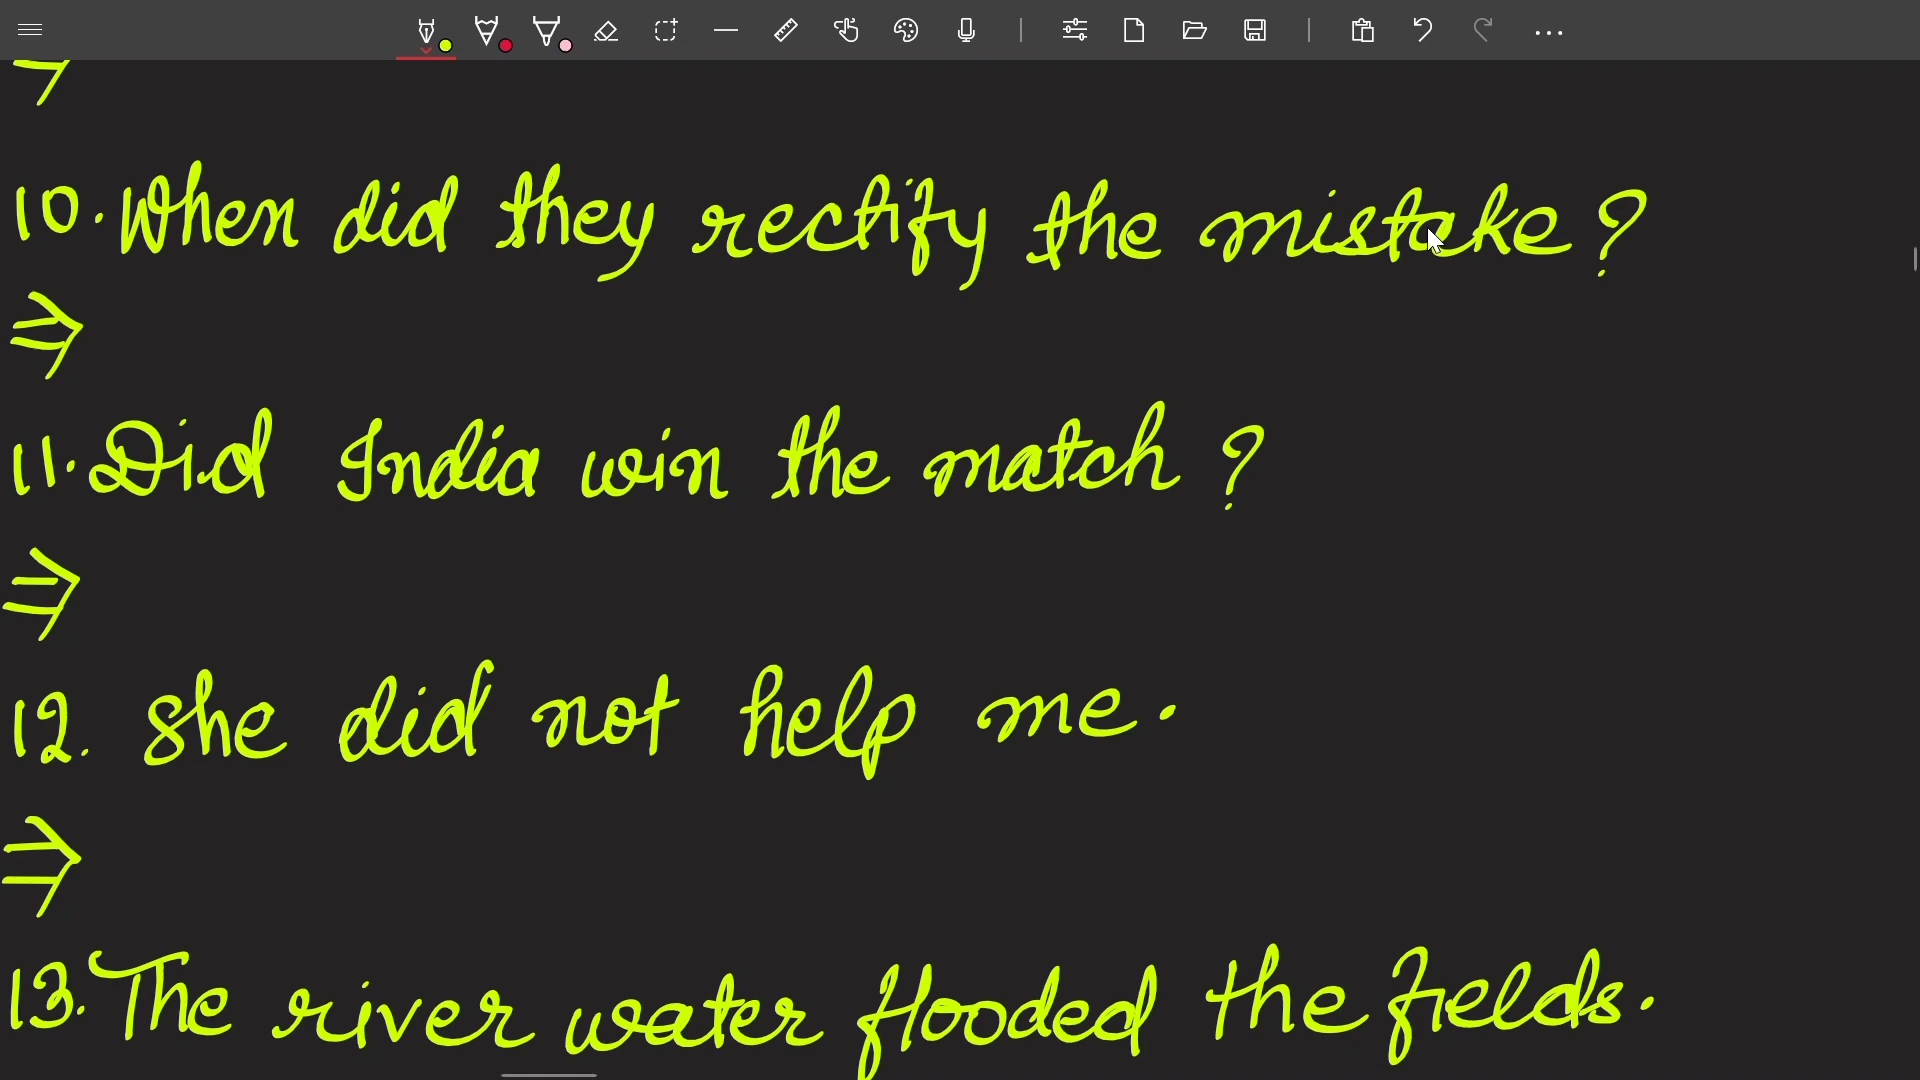 ⇒
10. When did they rectify the mistake ?
⇒
11. Did India win the match ?
⇒
12. She did not help me.
⇒
13. The river water flooded the fields.